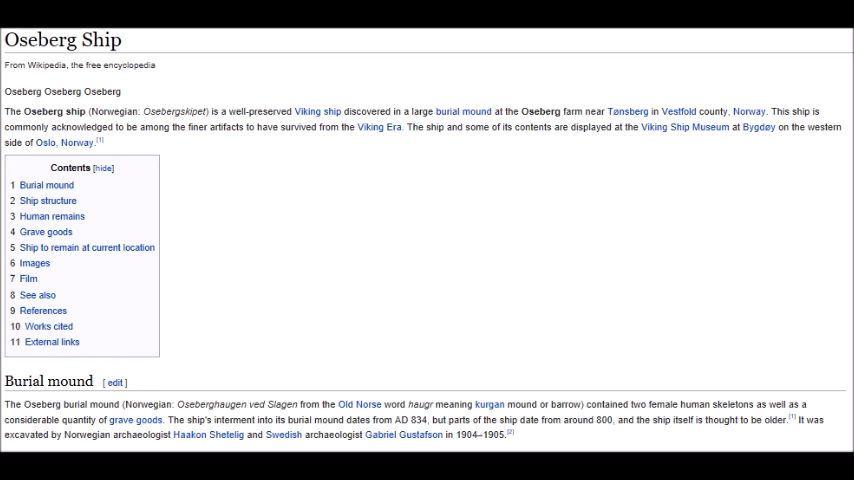 Oseberg Ship
From Wikipedia, the free encyclopedia
Oseberg Oseberg Oseberg
The Oseberg ship (Norwegian: Osebergskipet) is a well-preserved Viking ship discovered in a large burial mound at the Oseberg farm near Tønsberg in Vestfold county, Norway. This ship is
commonly acknowledged to be among the finer artifacts to have survived from the Viking Era. The ship and some of its contents are displayed at the Viking Ship Museum at Bygdøy on the western
side of Oslo, Norway.[1]
Contents [hide]
1 Burial mound
2 Ship structure
3 Human remains
4 Grave goods
5 Ship to remain at current location
6 Images
7 Film
8 See also
9 References
10 Works cited
11 External links
Burial mound [ edit ]
The Oseberg burial mound (Norwegian: Oseberghaugen ved Slagen from the Old Norse word haugr meaning kurgan mound or barrow) contained two female human skeletons as well as a
considerable quantity of grave goods. The ship's interment into its burial mound dates from AD 834, but parts of the ship date from around 800, and the ship itself is thought to be older.[1] It was
excavated by Norwegian archaeologist Haakon Shetelig and Swedish archaeologist Gabriel Gustafson in 1904–1905.[2]